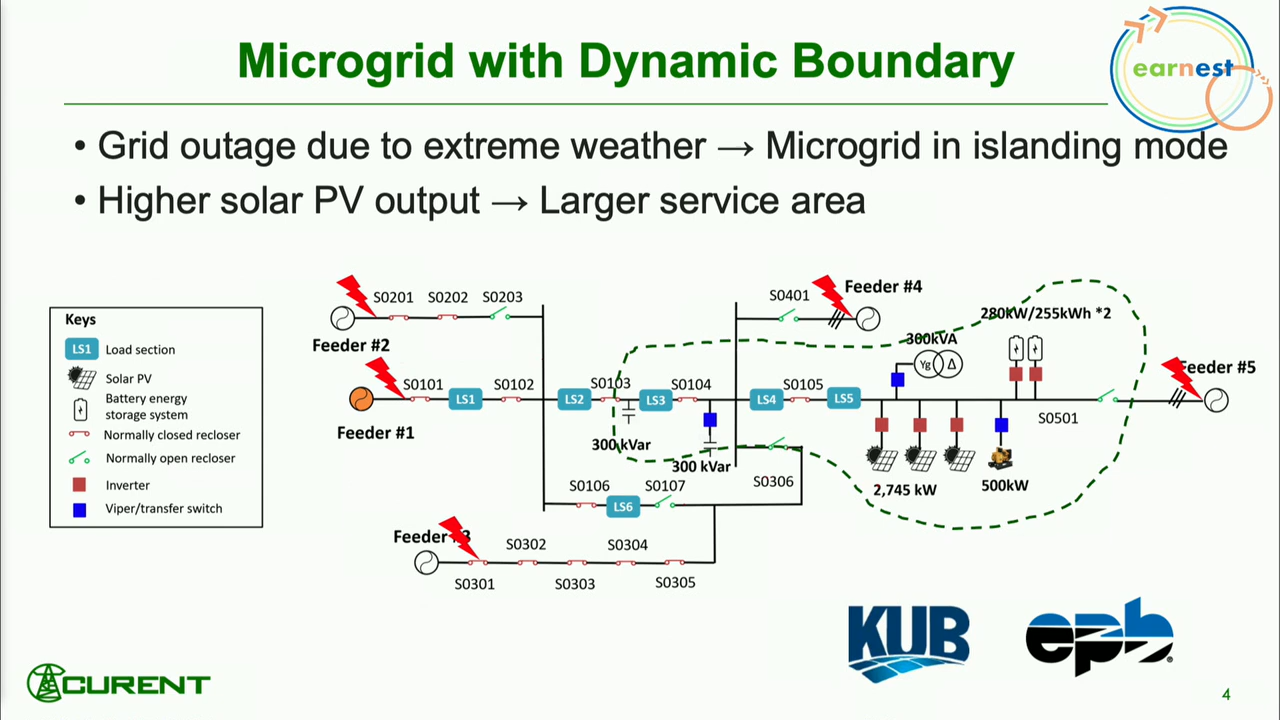 Microgrid with Dynamic Boundary
earnest
• Grid outage due to extreme weather → Microgrid in islanding mode
• Higher solar PV output → Larger service area
Keys
LS1 Load section
Solar PV
Battery energy
storage system
Normally closed recloser
Normally open recloser
Inverter
Viper/transfer switch
S0201 S0202 S0203
Feeder #2
S0101 LS1 S0102
Feeder #1
LS2 S0103 LS3 S0104
300 kVar
300 kVar
S0401
Feeder #4
LS4 S0105 LS5
300kVA
Yg Δ
280kW/255kWh *2
Feeder #5
S0501
2,745 kW
500kW
S0306
S0106 LS6 S0107
Feeder #3
S0301 S0302 S0303 S0304 S0305
KUB
epb
CURENT
4